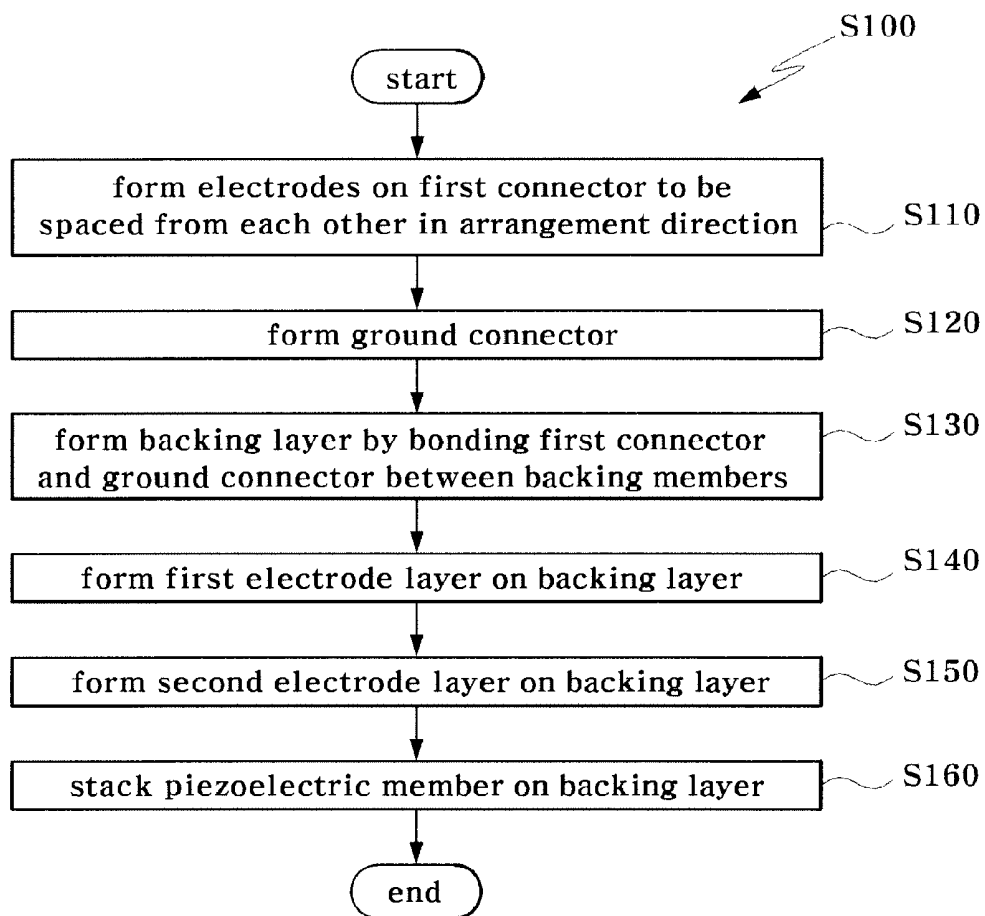 S100
start
form electrodes on first connector to be
spaced from each other in arrangement direction
S110
form ground connector
S120
form backing layer by bonding first connector
and ground connector between backing members
S130
form first electrode layer on backing layer
S140
form second electrode layer on backing layer
S150
stack piezoelectric member on backing layer
S160
end